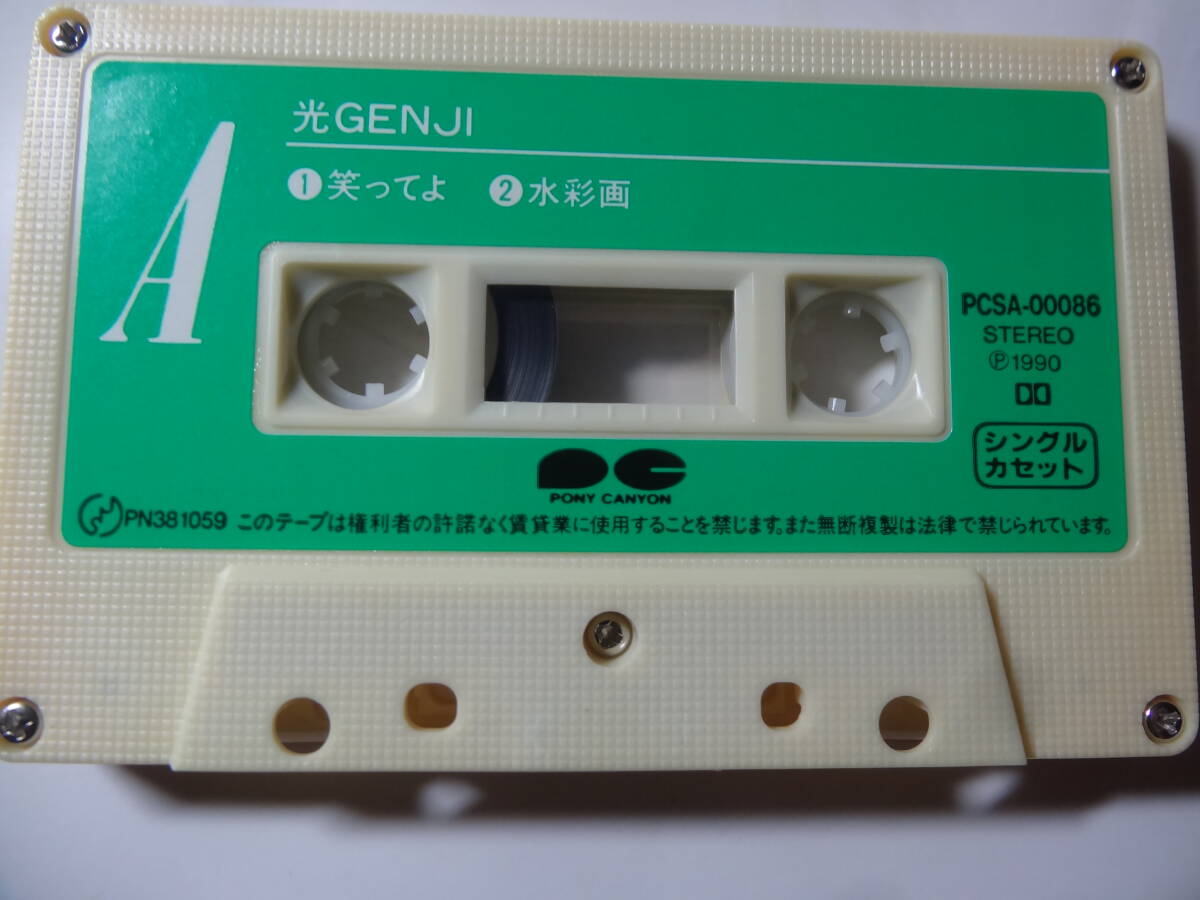 A
光GENJI
❶笑ってよ ❷水彩画
PCSA-00086
STEREO
Ⓟ1990
シングル
カセット
PONY CANYON
PN381059 このテープは権利者の許諾なく賃貸業に使用することを禁じます。また無断複製は法律で禁じられています。